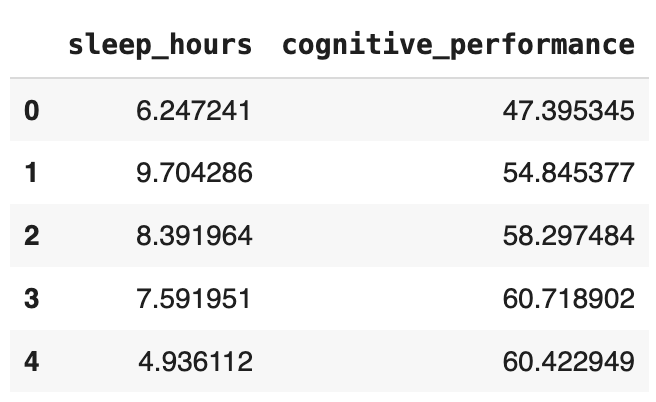 sleep_hours cognitive_performance
0 6.247241 47.395345
1 9.704286 54.845377
2 8.391964 58.297484
3 7.591951 60.718902
4 4.936112 60.422949